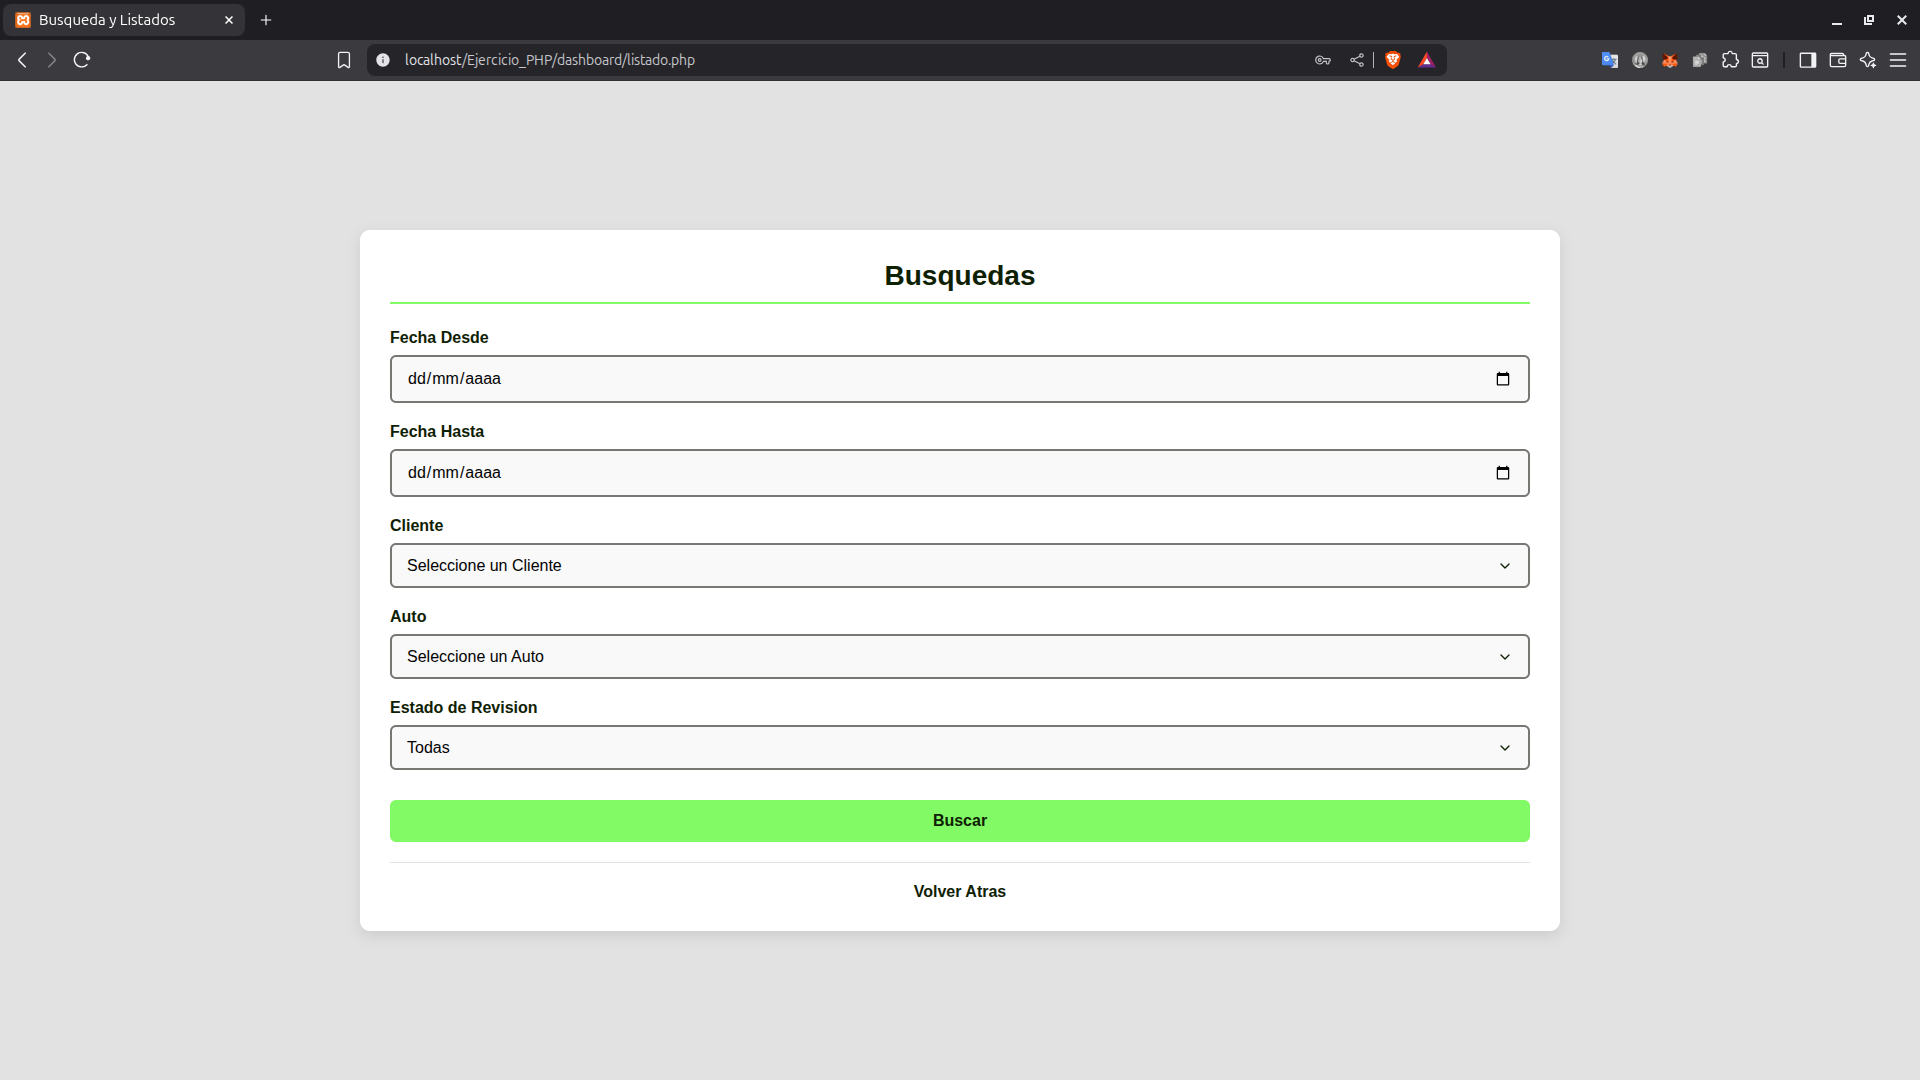 Busqueda y Listados
localhost/Ejercicio_PHP/dashboard/listado.php
Busquedas
Fecha Desde
dd/mm/aaaa
Fecha Hasta
dd/mm/aaaa
Cliente
Seleccione un Cliente
Auto
Seleccione un Auto
Estado de Revision
Todas
Buscar
Volver Atras